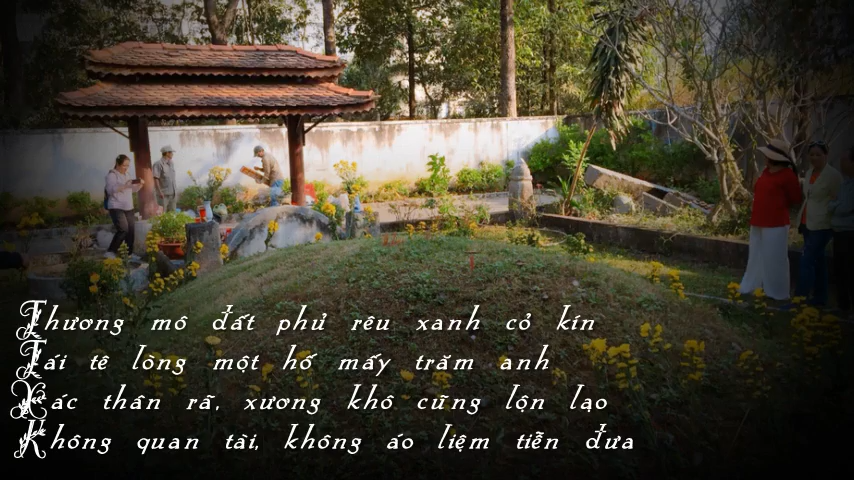 Thương mô đất phủ rêu xanh cỏ kín
Tái tê lòng một hố mấy trăm anh
Xác thân rã, xương khô cũng lộn lạo
Không quan tài, không áo liệm tiễn đưa